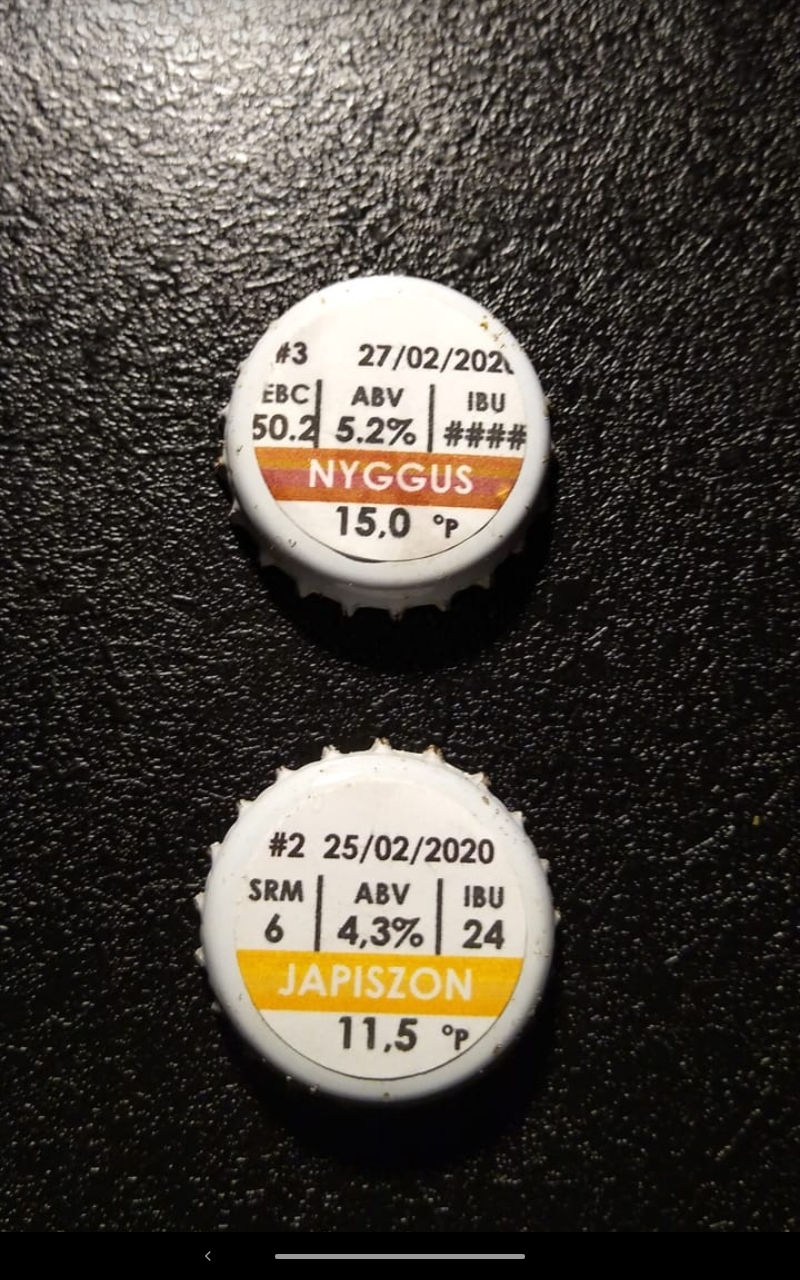 #3 27/02/2020
EBC ABV IBU
50.2 5.2% ####
NYGGUS
15,0 °P
#2 25/02/2020
SRM ABV IBU
6 4,3% 24
JAPISZON
11,5 °P